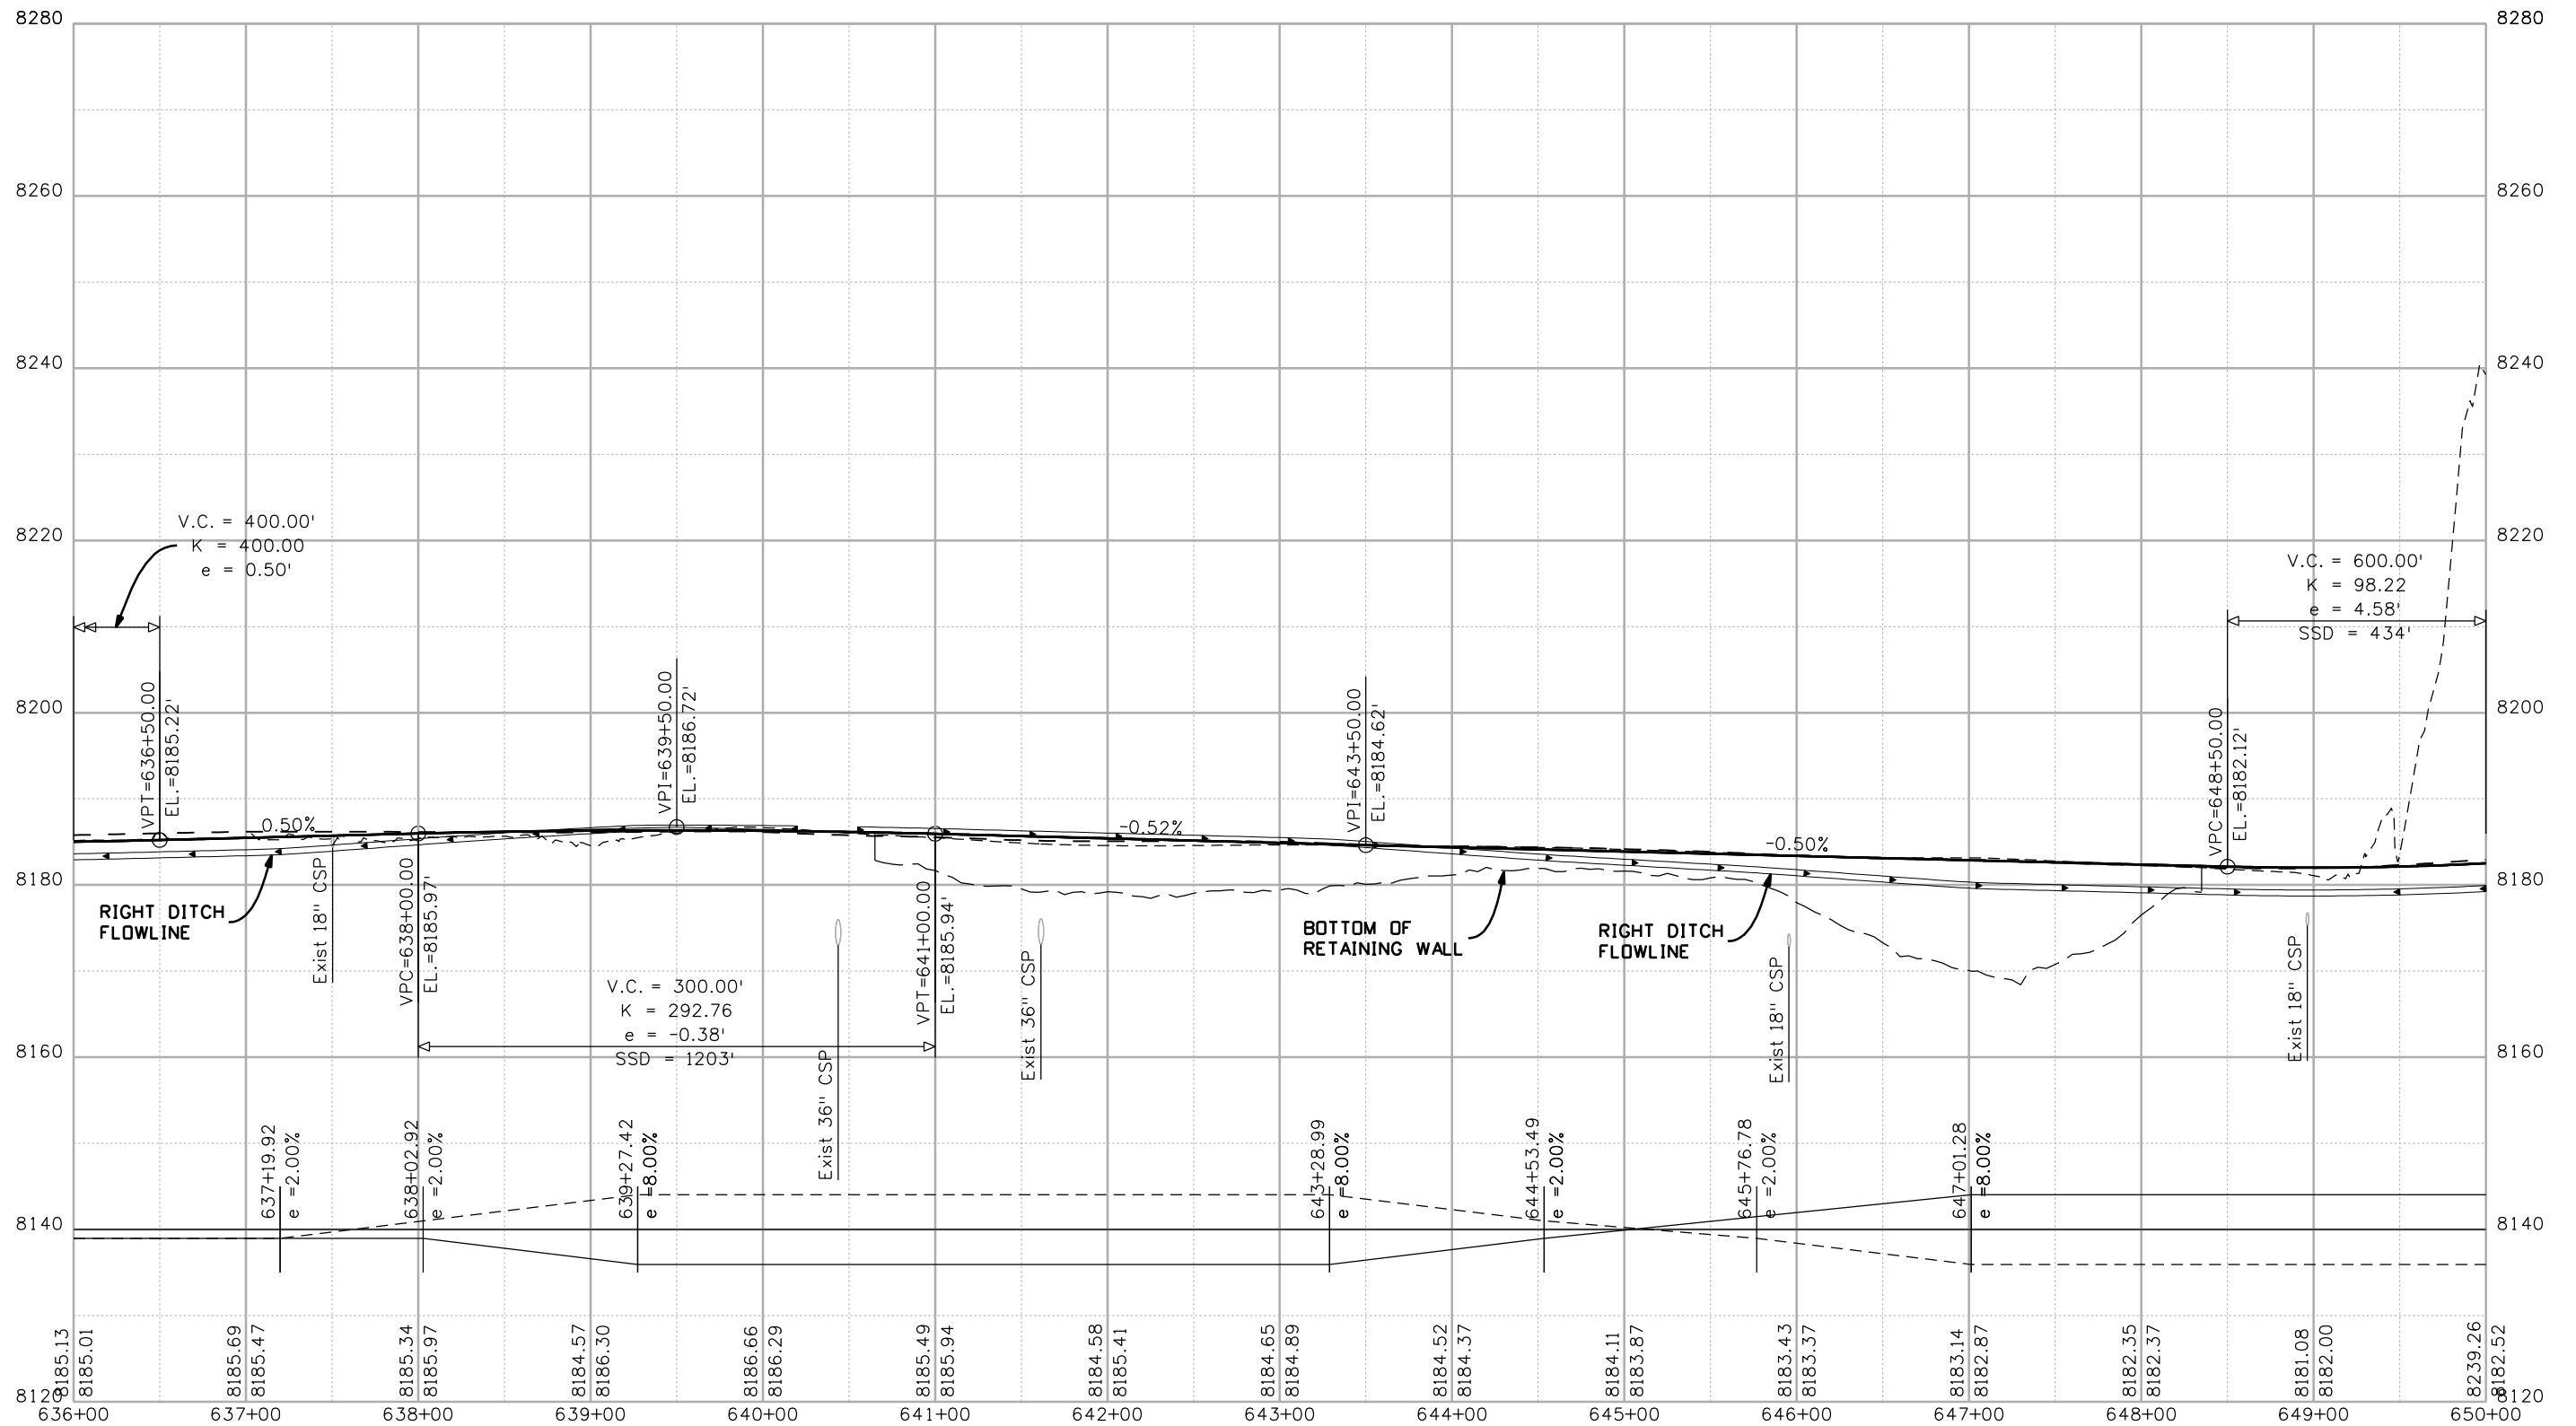 8280
8280
8260
8260
8240
8240
V.C. = 400.00'
K = 400.00
e = 0.50'
8220
8220
V.C. = 600.00'
K = 98.22
e = 4.58'
SSD = 434'
8200
8200
VPT=636+50.00
EL.=8185.22'
VPI=639+50.00
EL.=8186.72'
VPI=643+50.00
EL.=8184.62'
VPC=648+50.00
EL.=8182.12'
0.50%
-0.52%
-0.50%
8180
8180
RIGHT DITCH
FLOWLINE
Exist 18" CSP
VPC=638+00.00
EL.=8185.97'
VPT=641+00.00
EL.=8185.94'
Exist 36" CSP
BOTTOM OF
RETAINING WALL
RIGHT DITCH
FLOWLINE
Exist 18" CSP
Exist 18" CSP
V.C. = 300.00'
K = 292.76
e = -0.38'
SSD = 1203'
Exist 36" CSP
8160
8160
637+19.92
e =2.00%
638+02.92
e =2.00%
639+27.42
e =8.00%
643+28.99
e =8.00%
644+53.49
e =2.00%
645+76.78
e =2.00%
647+01.28
e =8.00%
8140
8140
8185.13
8185.01
8185.69
8185.47
8185.34
8185.97
8184.57
8186.30
8186.66
8186.29
8185.49
8185.94
8184.58
8185.41
8184.65
8184.89
8184.52
8184.37
8184.11
8183.87
8183.43
8183.37
8183.14
8182.87
8182.35
8182.37
8181.08
8182.00
8239.26
8182.52
8120
8120
636+00
637+00
638+00
639+00
640+00
641+00
642+00
643+00
644+00
645+00
646+00
647+00
648+00
649+00
650+00